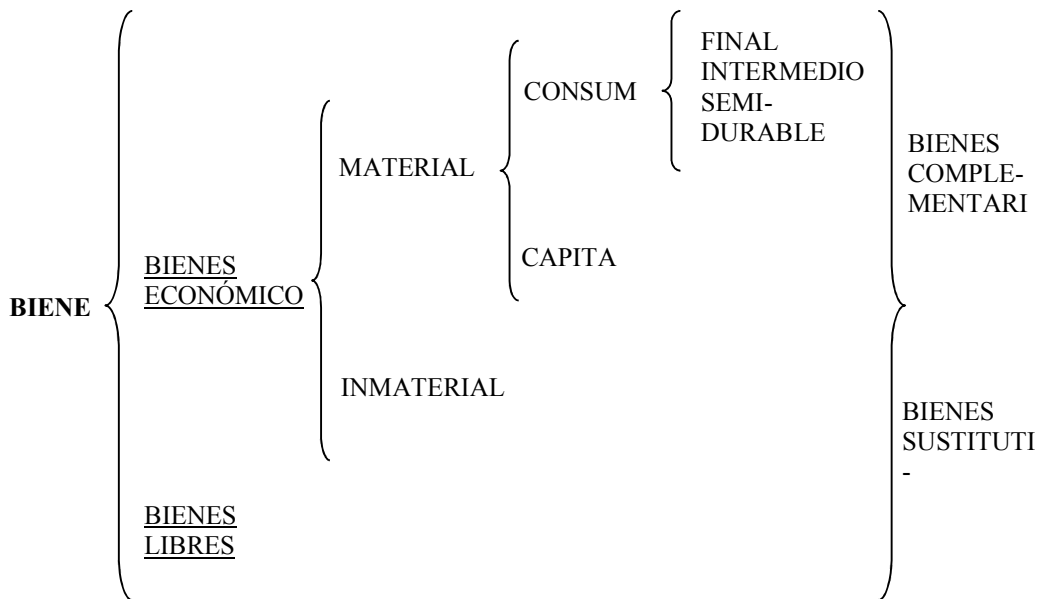 BIENE
BIENES
ECONÓMICO
BIENES
LIBRES
MATERIAL
INMATERIAL
CONSUM
CAPITA
FINAL
INTERMEDIO
SEMI-
DURABLE
BIENES
COMPLE-
MENTARI
BIENES
SUSTITUTI
-